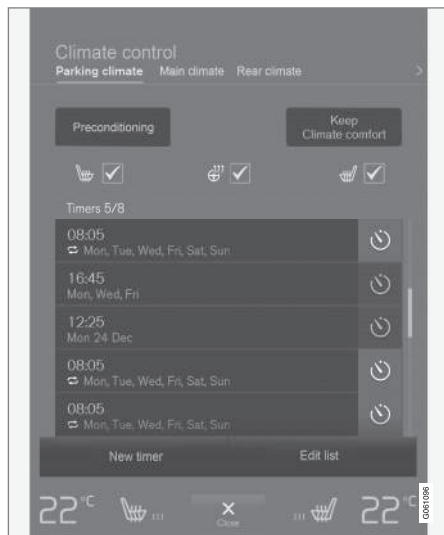 Climate control
Parking climate Main climate Rear climate
Preconditioning
Keep
Climate comfort
Timers 5/8
08:05
Mon, Tue, Wed, Fri, Sat, Sun
16:45
Mon, Wed, Fri
12:25
Mon 24 Dec
08:05
Mon, Tue, Wed, Fri, Sat, Sun
08:05
Mon, Tue, Wed, Fri, Sat, Sun
New timer Edit list
22°C Close 22°C
G061096